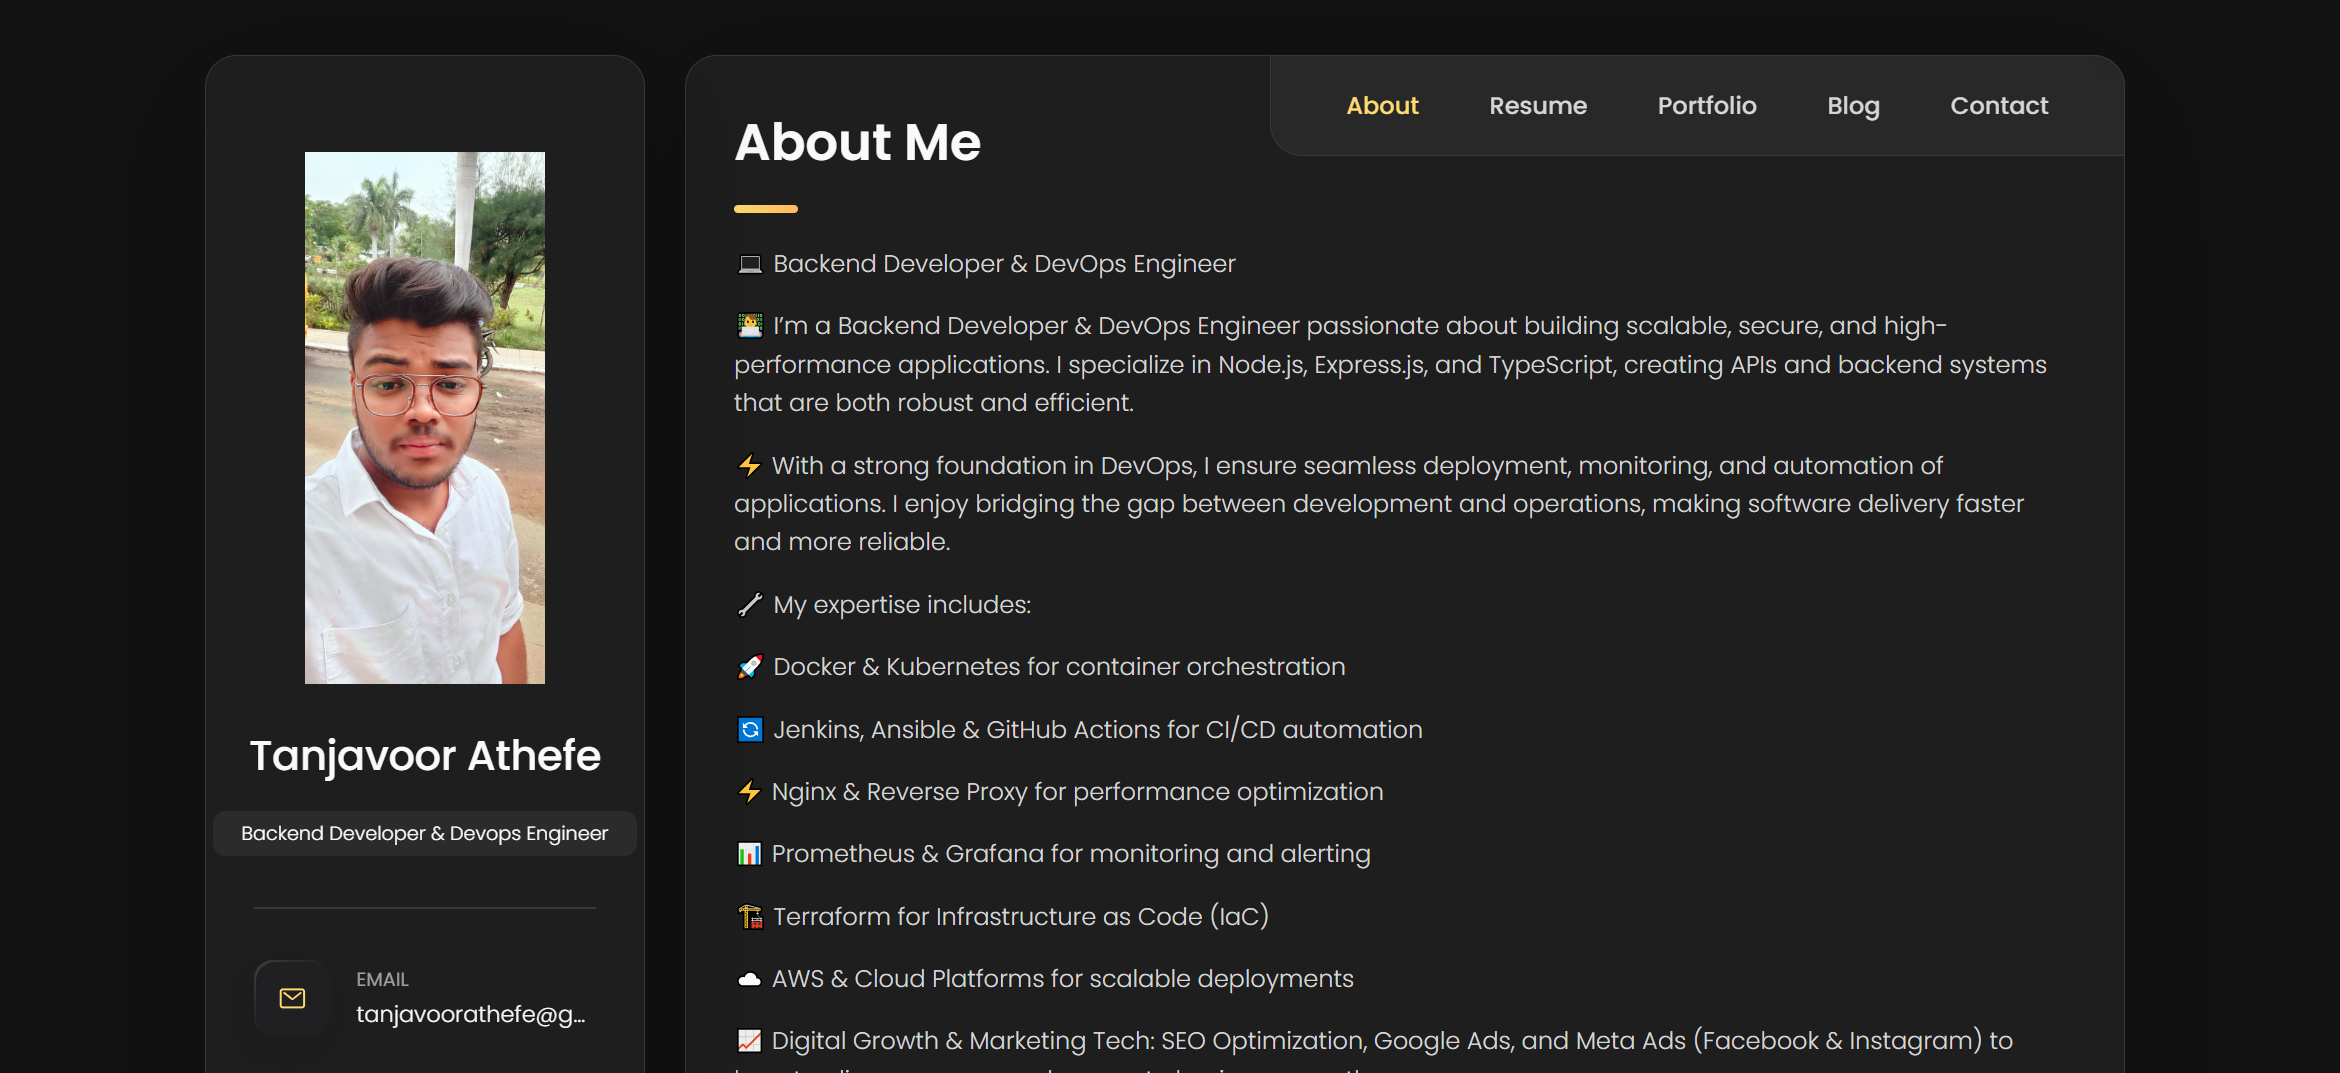 About
Resume
Portfolio
Blog
Contact
About Me
Backend Developer & DevOps Engineer
I’m a Backend Developer & DevOps Engineer passionate about building scalable, secure, and high-
performance applications. I specialize in Node.js, Express.js, and TypeScript, creating APIs and backend systems
that are both robust and efficient.
With a strong foundation in DevOps, I ensure seamless deployment, monitoring, and automation of
applications. I enjoy bridging the gap between development and operations, making software delivery faster
and more reliable.
My expertise includes:
Docker & Kubernetes for container orchestration
Jenkins, Ansible & GitHub Actions for CI/CD automation
Nginx & Reverse Proxy for performance optimization
Prometheus & Grafana for monitoring and alerting
Terraform for Infrastructure as Code (IaC)
AWS & Cloud Platforms for scalable deployments
Digital Growth & Marketing Tech: SEO Optimization, Google Ads, and Meta Ads (Facebook & Instagram) to
Tanjavoor Athefe
Backend Developer & Devops Engineer
EMAIL
tanjavoorathefe@g...